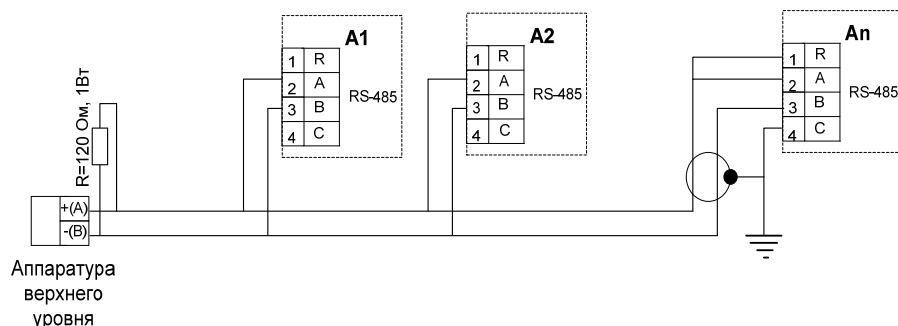 A1
1 R
2 A
3 B
4 C
RS-485
A2
1 R
2 A
3 B
4 C
RS-485
An
1 R
2 A
3 B
4 C
RS-485
R=120 Ом, 1Вт
+(A)
-(B)
Аппаратура
верхнего
уровня